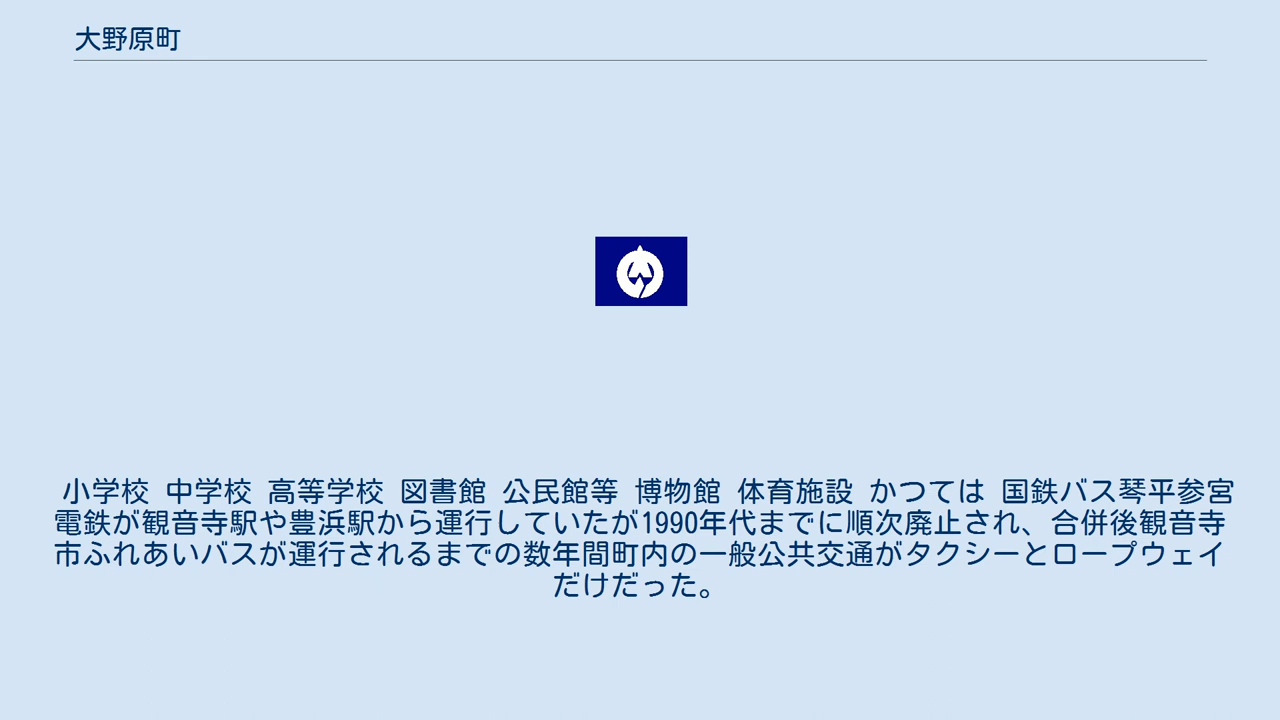 大野原町
小学校 中学校 高等学校 図書館 公民館等 博物館 体育施設 かつては 国鉄バス琴平参宮
電鉄が観音寺駅や豊浜駅から運行していたが1990年代までに順次廃止され、合併後観音寺
市ふれあいバスが運行されるまでの数年間町内の一般公共交通がタクシーとロープウェイ
だけだった。